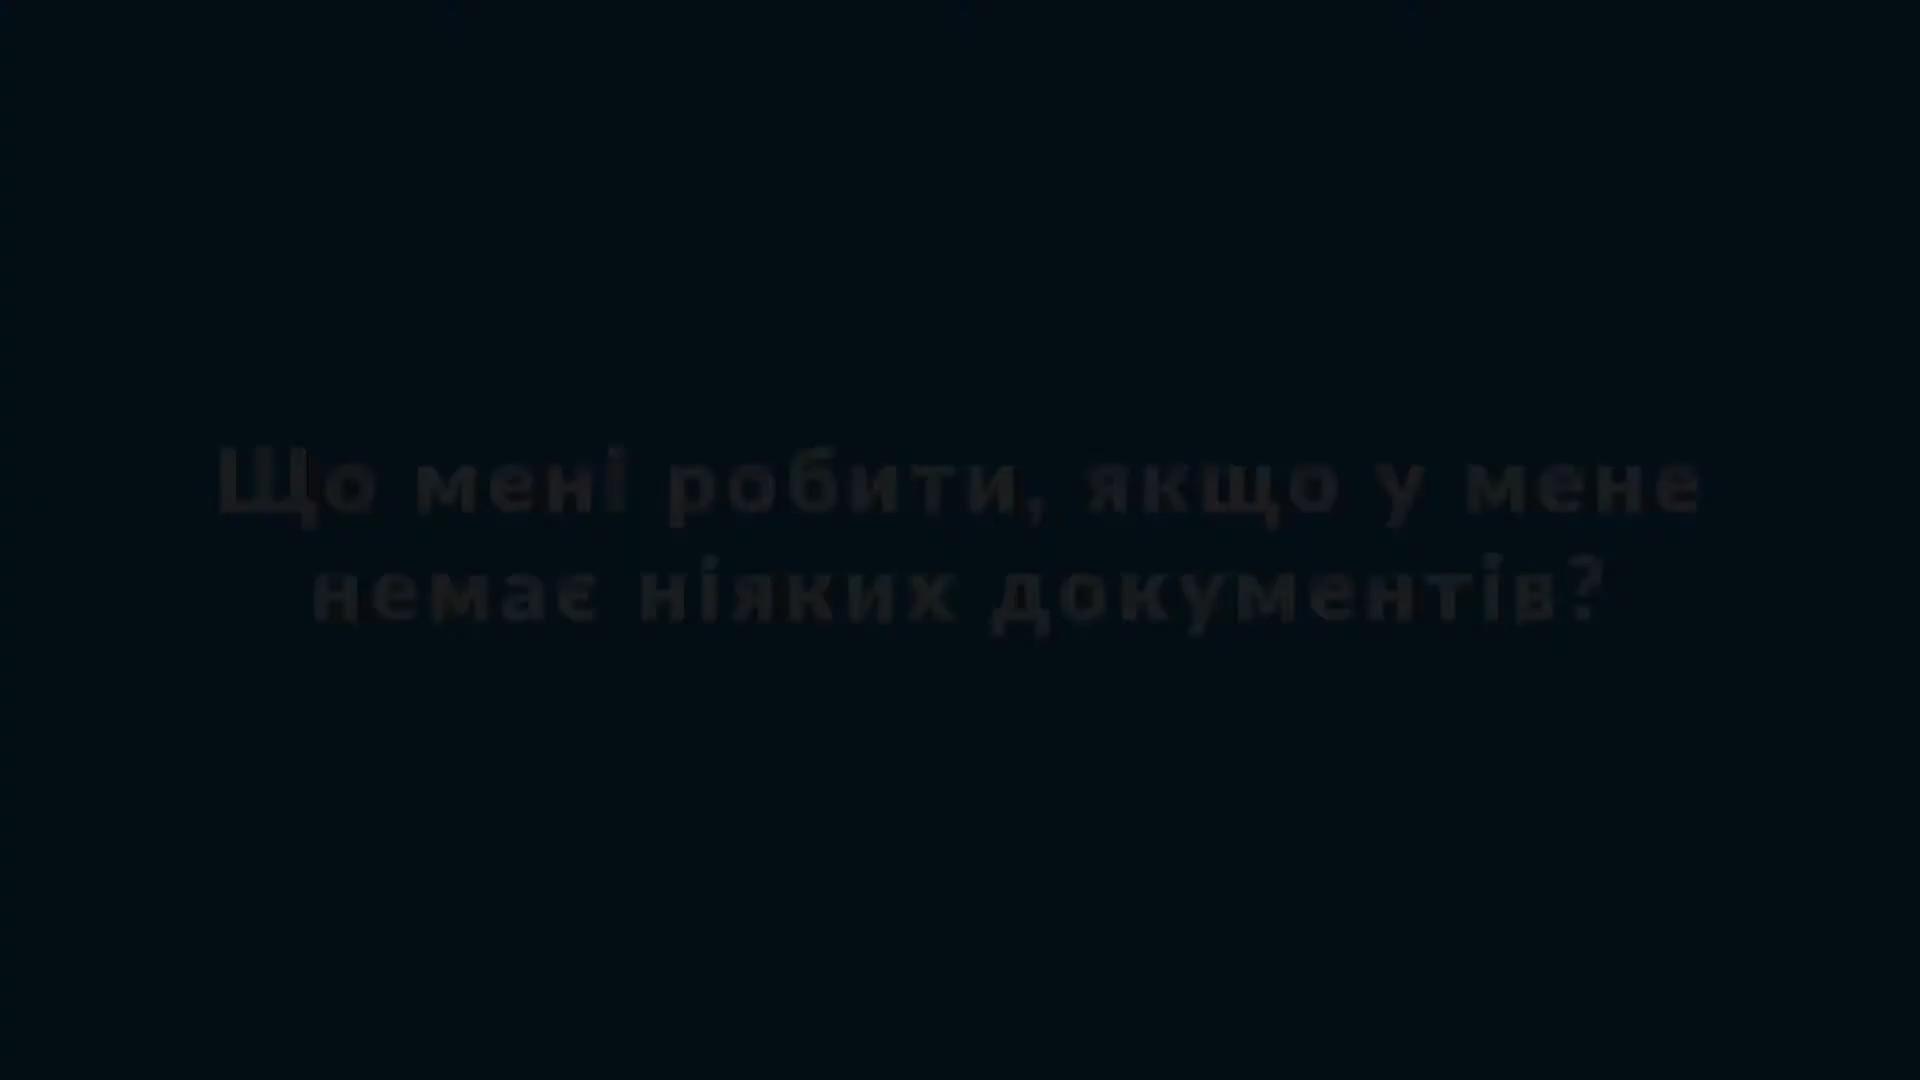 Що мені робити, якщо у мене
немає ніяких документів?